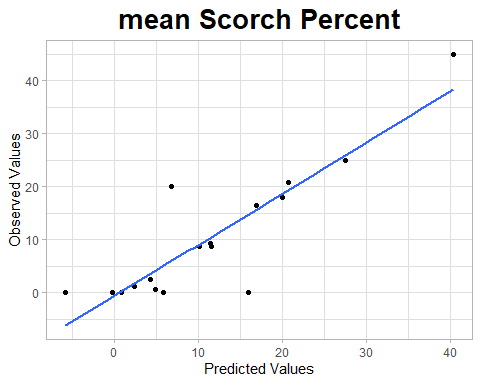 mean Scorch Percent
Observed Values
40
30
20
10
0
0 10 20 30 40
Predicted Values